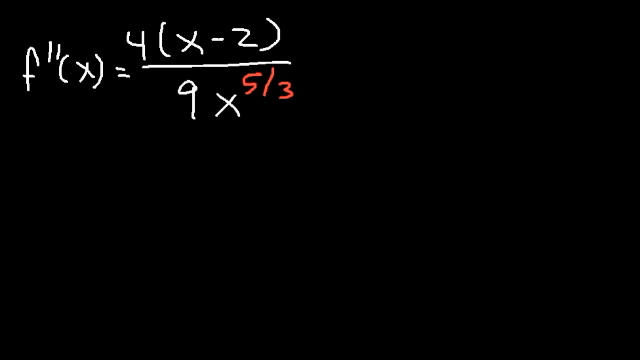 f''(x) = 4(x-2)
9x^5/3